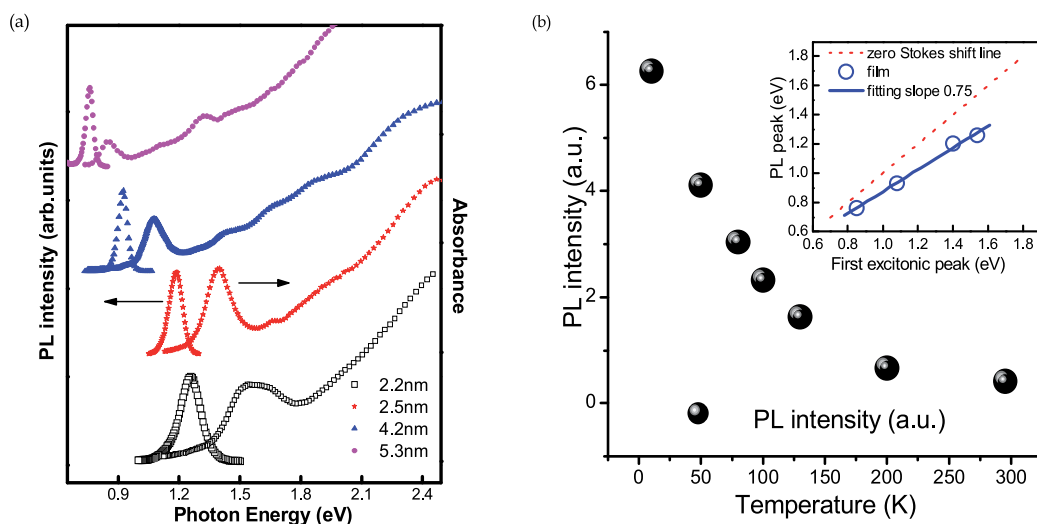 (a)
PL intensity (arb.units)
Absorbance
2.2nm
2.5nm
4.2nm
5.3nm
0.9 1.2 1.5 1.8 2.1 2.4
Photon Energy (eV)
(b)
PL intensity (a.u.)
6
4
2
0
PL intensity (a.u.)
0 50 100 150 200 250 300
Temperature (K)
zero Stokes shift line
film
fitting slope 0.75
PL peak (eV)
1.8
1.6
1.4
1.2
1.0
0.8
0.6
0.6 0.8 1.0 1.2 1.4 1.6 1.8
First excitonic peak (eV)